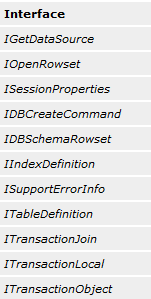 Interface
IGetDataSource
IOpenRowset
ISessionProperties
IDBCreateCommand
IDBSchemaRowset
IIndexDefinition
ISupportErrorInfo
ITableDefinition
ITransactionJoin
ITransactionLocal
ITransactionObject